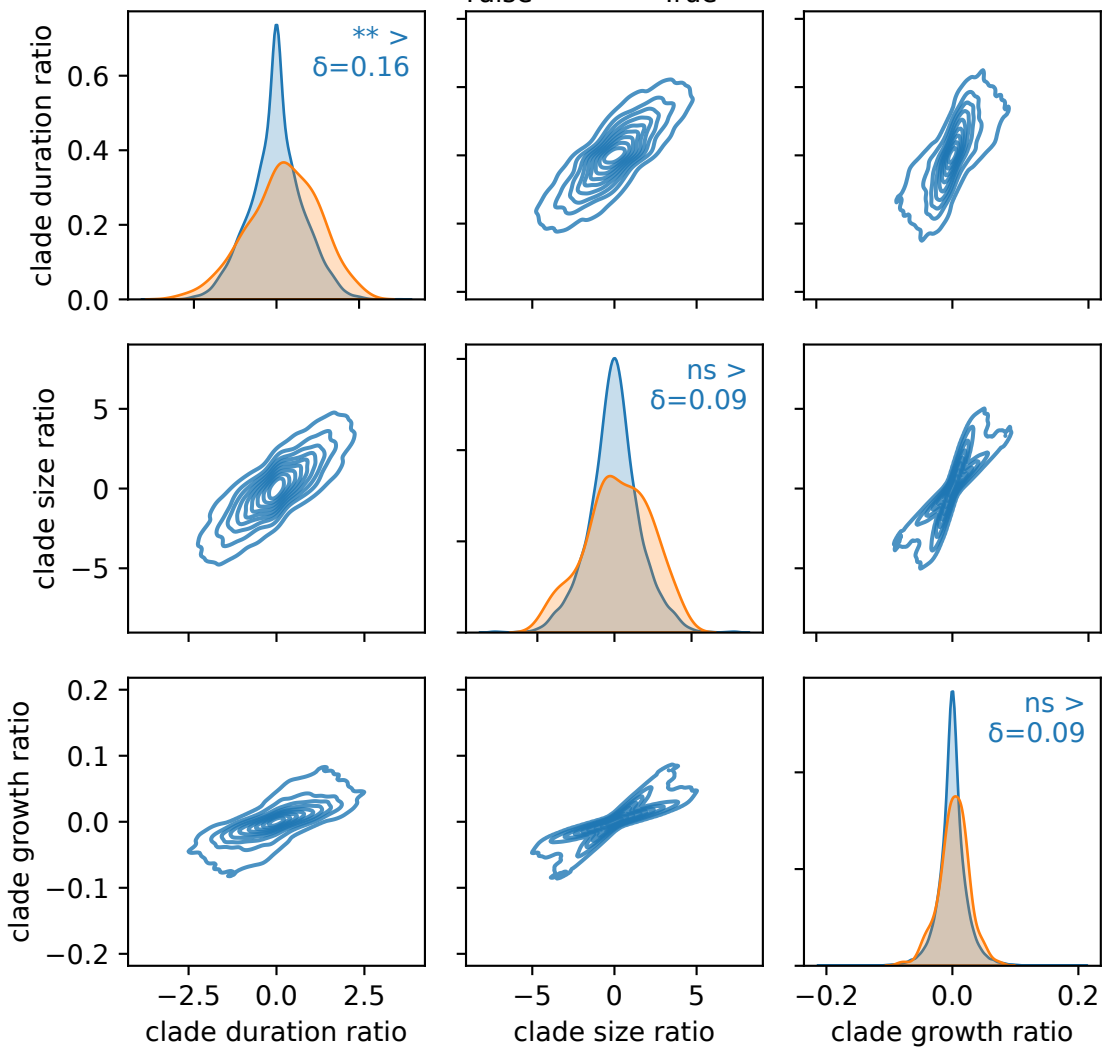 clade duration ratio
0.6
0.4
0.2
0.0
** >
δ=0.16
clade size ratio
5
0
−5
ns >
δ=0.09
clade growth ratio
0.2
0.1
0.0
−0.1
−0.2
ns >
δ=0.09
−2.5 0.0 2.5
clade duration ratio
−5 0 5
clade size ratio
−0.2 0.0 0.2
clade growth ratio